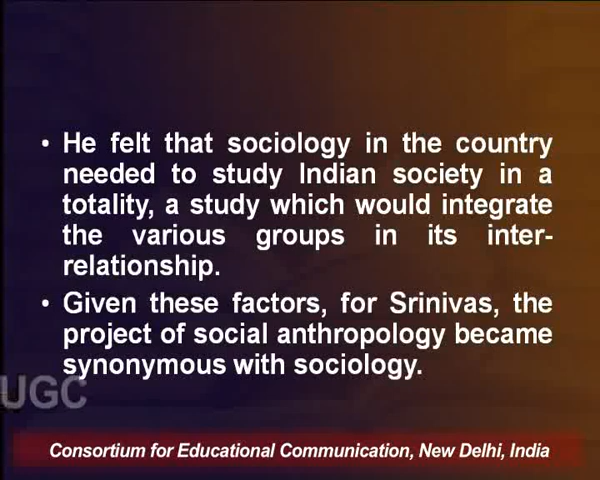 • He felt that sociology in the country
needed to study Indian society in a
totality, a study which would integrate
the various groups in its inter-
relationship.
• Given these factors, for Srinivas, the
project of social anthropology became
synonymous with sociology.
UGC
Consortium for Educational Communication, New Delhi, India